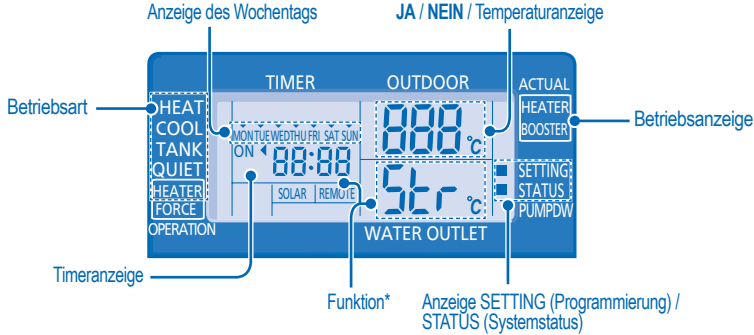 Anzeige des Wochentags
JA / NEIN / Temperaturanzeige
TIMER
OUTDOOR
ACTUAL
Betriebsart
HEAT
COOL
TANK
QUIET
HEATER
FORCE
OPERATION
MON TUE WED THU FRI SAT SUN
ON
88:88
SOLAR
REMOTE
888 °C
Str °C
WATER OUTLET
HEATER
BOOSTER
Betriebsanzeige
SETTING
STATUS
PUMPDW
Timeranzeige
Funktion*
Anzeige SETTING (Programmierung) /
STATUS (Systemstatus)